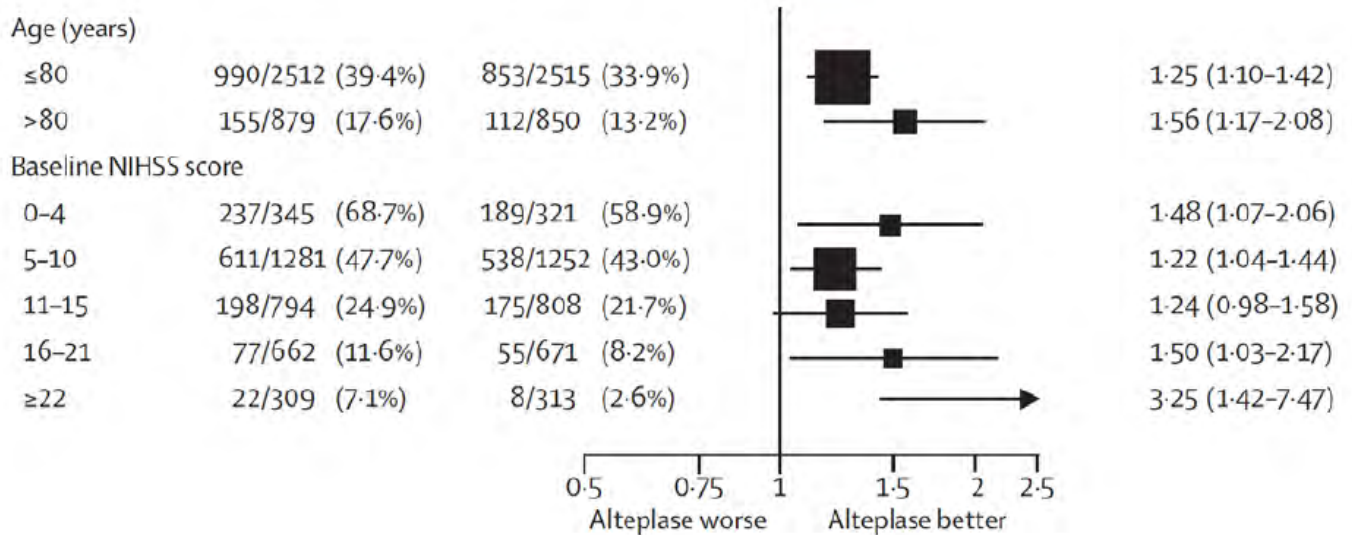 Age (years)
≤80 990/2512 (39·4%) 853/2515 (33·9%) 1·25 (1·10–1·42)
>80 155/879 (17·6%) 112/850 (13·2%) 1·56 (1·17–2·08)
Baseline NIHSS score
0–4 237/345 (68·7%) 189/321 (58·9%) 1·48 (1·07–2·06)
5–10 611/1281 (47·7%) 538/1252 (43·0%) 1·22 (1·04–1·44)
11–15 198/794 (24·9%) 175/808 (21·7%) 1·24 (0·98–1·58)
16–21 77/662 (11·6%) 55/671 (8·2%) 1·50 (1·03–2·17)
≥22 22/309 (7·1%) 8/313 (2·6%) 3·25 (1·42–7·47)
0·5 0·75 1 1·5 2 2·5
Alteplase worse Alteplase better